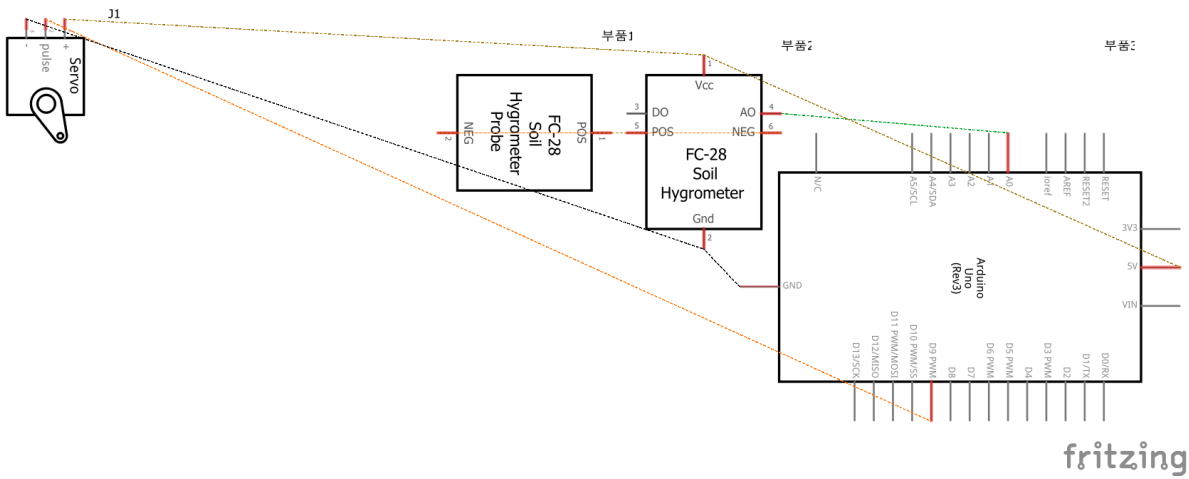 J1
부품1
부품2
부품3
-
pulse
+
Servo
1
Vcc
FC-28
Soil
Hygrometer
Probe
NEG
POS
2
1
3
DO
AO
4
5
POS
NEG
6
FC-28
Soil
Hygrometer
Gnd
2
N/C
A5/SCL
A4/SDA
A3
A2
A1
A0
ioref
AREF
RESET2
RESET
3V3
5V
VIN
GND
Arduino
Uno
(Rev3)
D13/SCK
D12/MISO
D11 PWM/MOSI
D10 PWM/SS
D9 PWM
D8
D7
D6 PWM
D5 PWM
D4
D3 PWM
D2
D1/TX
D0/RX
fritzing